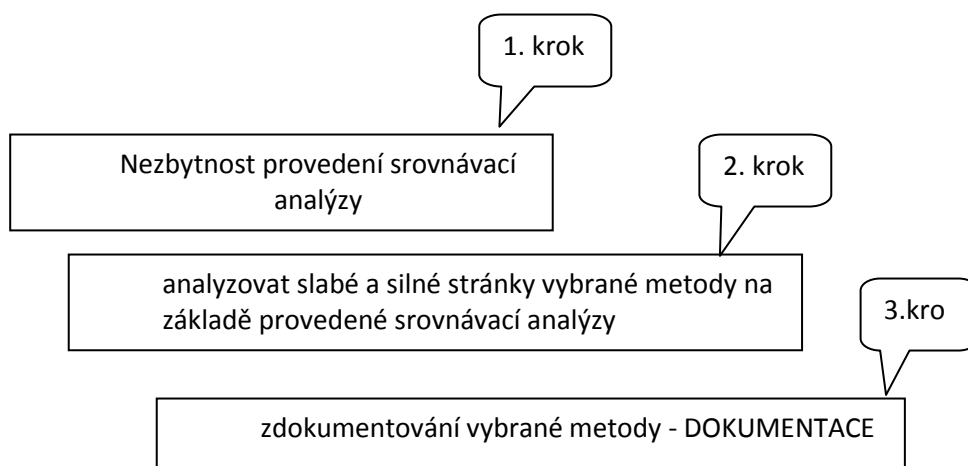 1. krok
Nezbytnost provedení srovnávací
analýzy
2. krok
analyzovat slabé a silné stránky vybrané metody na
základě provedené srovnávací analýzy
3.kro
zdokumentování vybrané metody - DOKUMENTACE